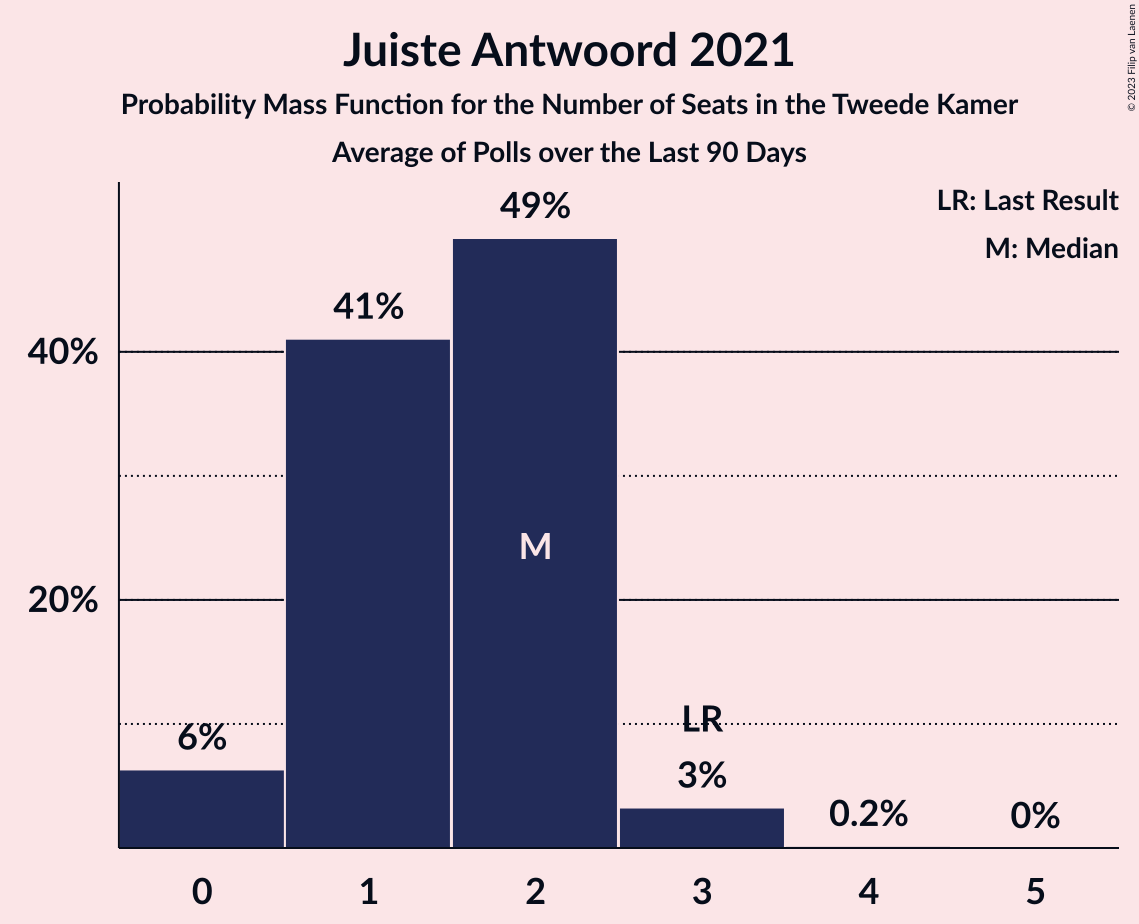 Juiste Antwoord 2021
Probability Mass Function for the Number of Seats in the Tweede Kamer
Average of Polls over the Last 90 Days
© 2023 Filip van Laenen
LR: Last Result
M: Median
49%
41%
40%
M
20%
LR
6%
3%
0.2%
0%
0 1 2 3 4 5